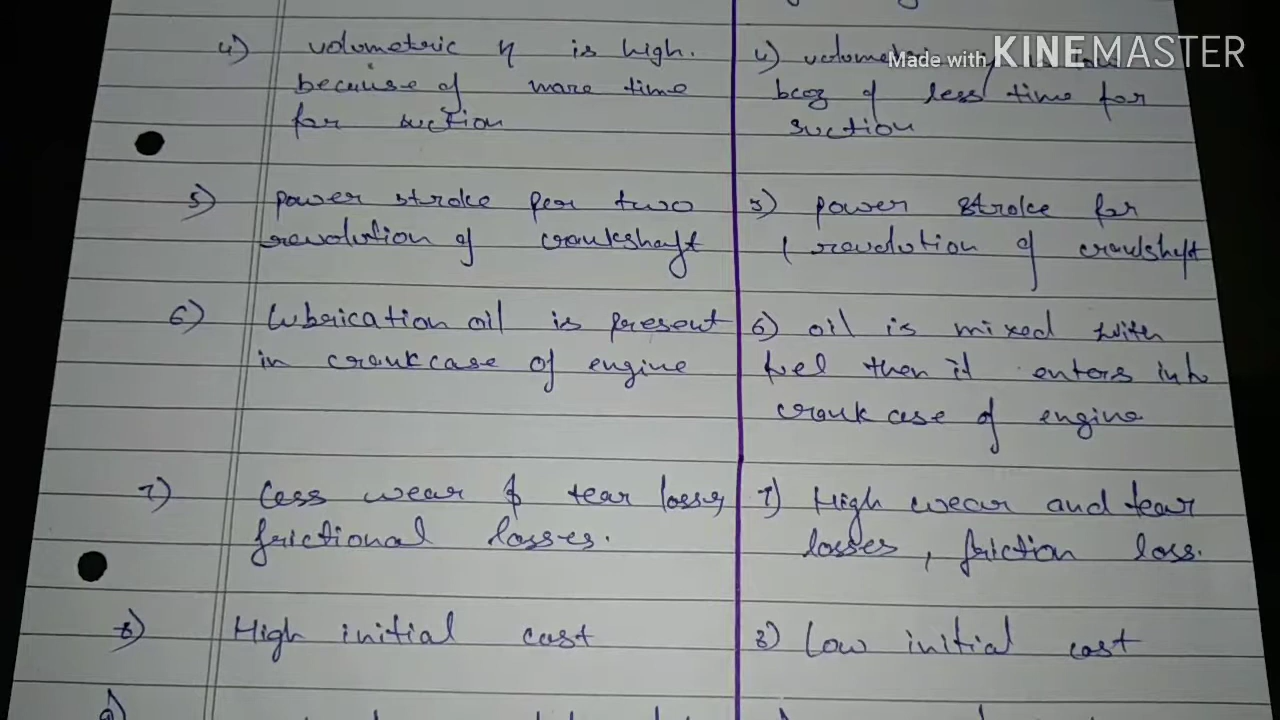 4) volumetric η is high.
because of more time
for suction
5) power stroke per two
revolution of crankshaft
6) lubrication oil is present
in crankcase of engine
7) Less wear & tear losses
frictional losses.
8) High initial cost
9)
Made with KINEMASTER
4)
bcoz of less time for
suction
5) power stroke for
1 revolution of crankshaft
6) oil is mixed with
fuel then it enters into
crank case of engine
7) High wear and tear
losses, friction loss.
8) Low initial cost